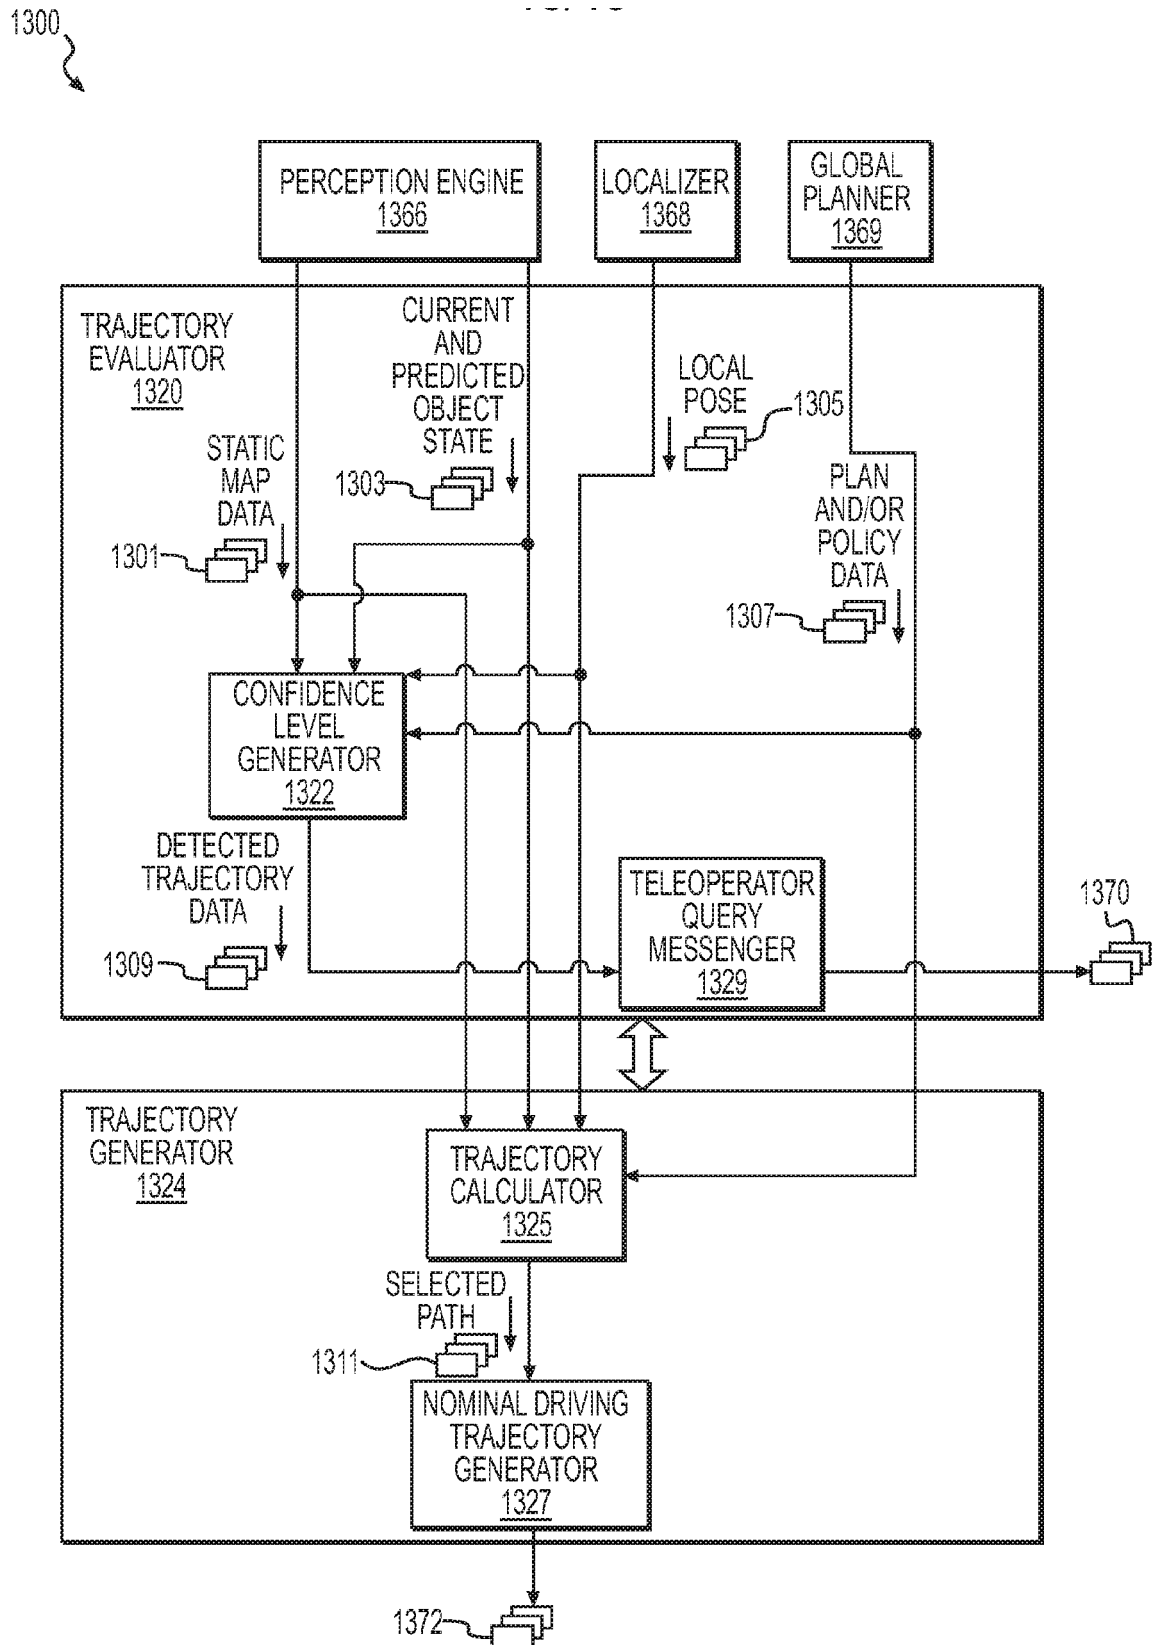 1300
PERCEPTION ENGINE
1366
LOCALIZER
1368
GLOBAL
PLANNER
1369
TRAJECTORY
EVALUATOR
1320
CURRENT
AND
PREDICTED
OBJECT
STATE
1303
LOCAL
POSE
1305
STATIC
MAP
DATA
1301
PLAN
AND/OR
POLICY
DATA
1307
CONFIDENCE
LEVEL
GENERATOR
1322
DETECTED
TRAJECTORY
DATA
1309
TELEOPERATOR
QUERY
MESSENGER
1329
1370
TRAJECTORY
GENERATOR
1324
TRAJECTORY
CALCULATOR
1325
SELECTED
PATH
1311
NOMINAL DRIVING
TRAJECTORY
GENERATOR
1327
1372